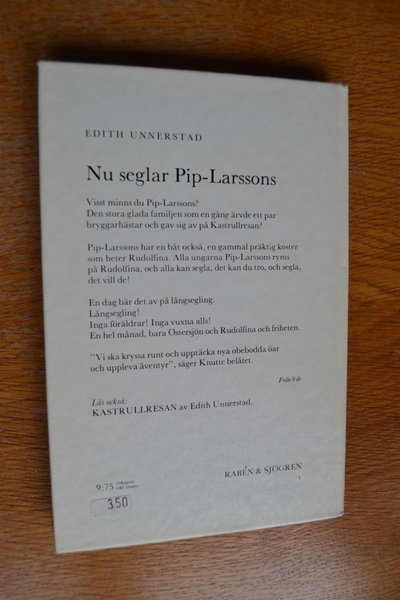 EDITH UNNERSTAD
Nu seglar Pip-Larssons
Visst minns du Pip-Larssons?
Den stora glada familjen som en gång ärvde ett par
bryggarhästar och gav sig av på Kastrullresan?
Pip-Larssons har en båt också, en gammal präktig koster
som heter Rudolfina. Alla ungarna Pip-Larssons ryms
på Rudolfina, och alla kan segla, det kan du tro, och segla,
det vill de!
En dag bär det av på långsegling.
Långsegling!
Inga föräldrar! Inga vuxna alls!
En hel månad, bara Östersjön och Rudolfina och friheten.
"Vi ska kryssa runt och upptäcka nya obebodda öar
och uppleva äventyr", säger Knutte belåtet.
Från 9 år
Läs också:
KASTRULLRESAN av Edith Unnerstad.
RABÉN & SJÖGREN
9:75
3.50